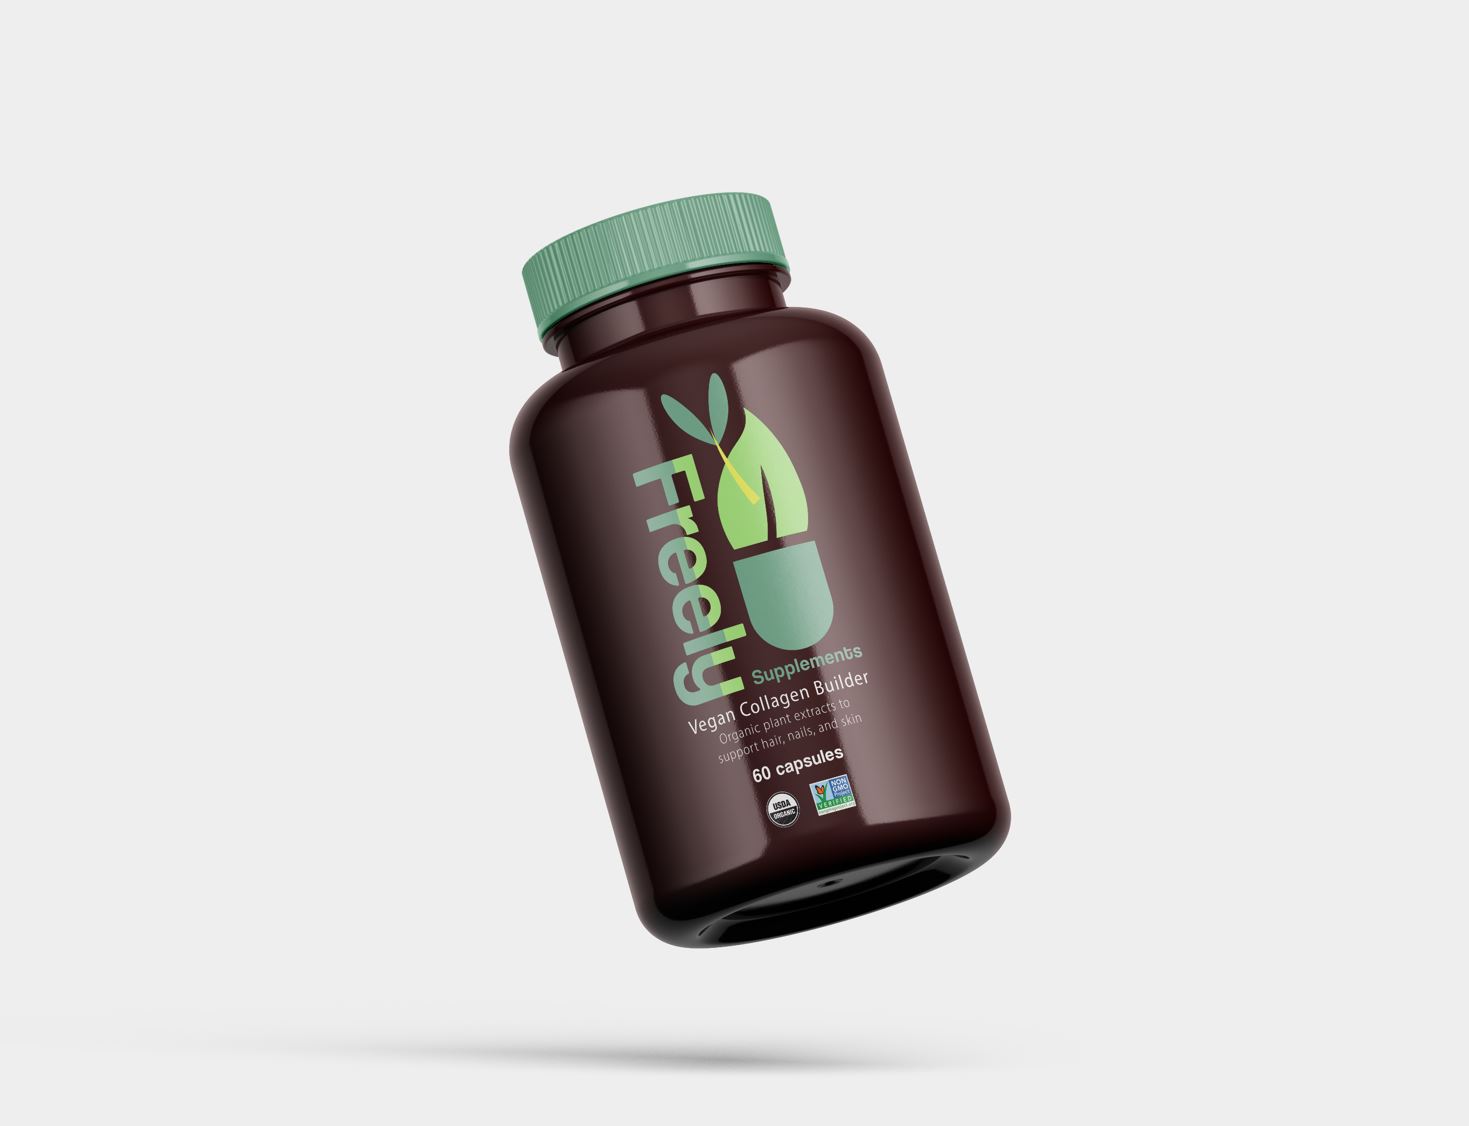 Freely
Supplements
Vegan Collagen Builder
Organic plant extracts to
support hair, nails, and skin
60 capsules
USDA
ORGANIC
NON
GMO
Project
VERIFIED